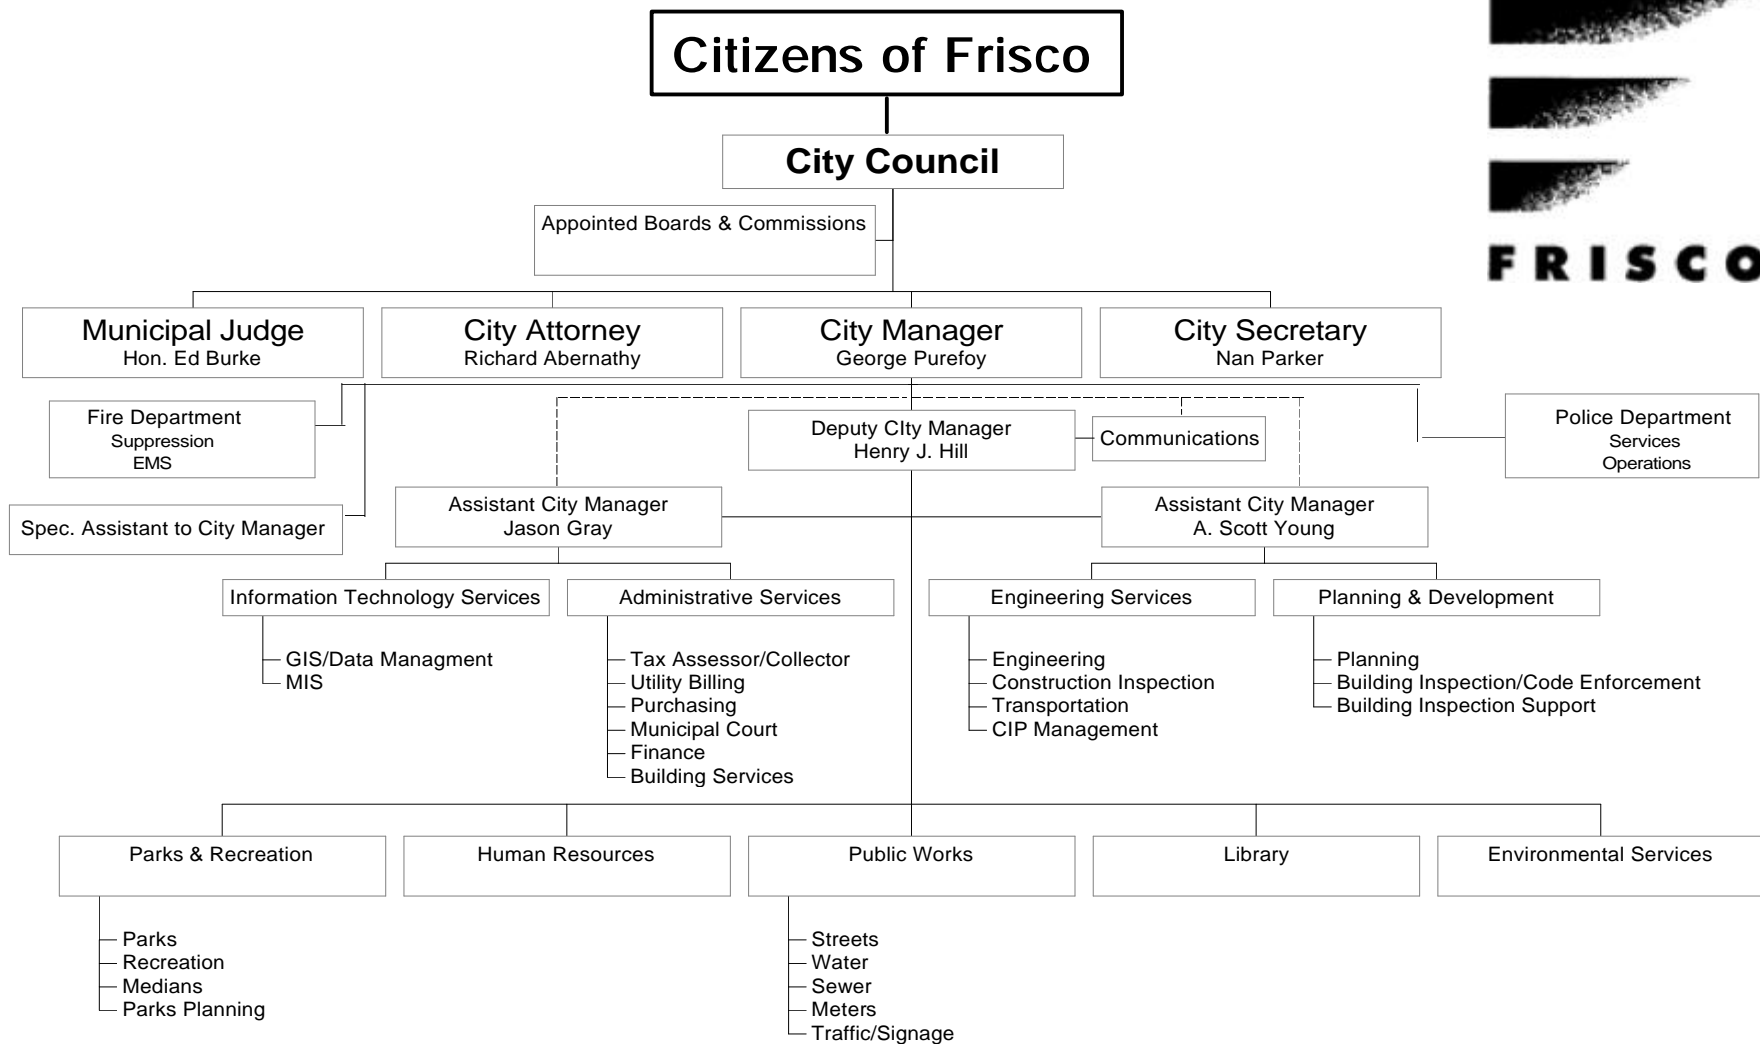 Citizens of Frisco
City Council
Appointed Boards & Commissions
FRISCO
Municipal Judge
Hon. Ed Burke
City Attorney
Richard Abernathy
City Manager
George Purefoy
City Secretary
Nan Parker
Fire Department
Suppression
EMS
Deputy CIty Manager
Henry J. Hill
Communications
Police Department
Services
Operations
Spec. Assistant to City Manager
Assistant City Manager
Jason Gray
Assistant City Manager
A. Scott Young
Information Technology Services
GIS/Data Managment
MIS
Administrative Services
Tax Assessor/Collector
Utility Billing
Purchasing
Municipal Court
Finance
Building Services
Engineering Services
Engineering
Construction Inspection
Transportation
CIP Management
Planning & Development
Planning
Building Inspection/Code Enforcement
Building Inspection Support
Parks & Recreation
Parks
Recreation
Medians
Parks Planning
Human Resources
Public Works
Streets
Water
Sewer
Meters
Traffic/Signage
Library
Environmental Services